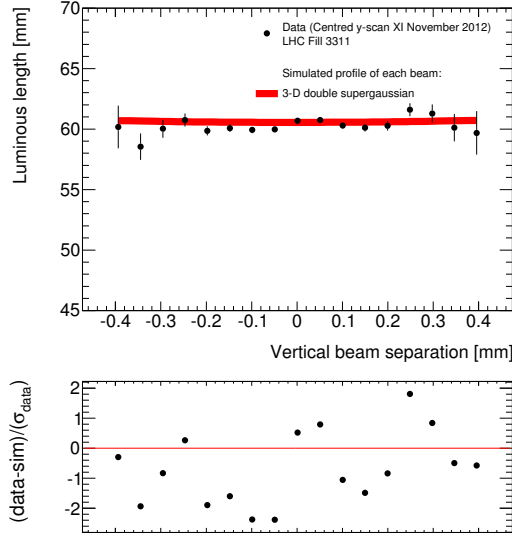 70
65
60
55
50
45
Luminous length [mm]
Data (Centred y-scan XI November 2012)
LHC Fill 3311
Simulated profile of each beam:
3-D double supergaussian
-0.4 -0.3 -0.2 -0.1 0 0.1 0.2 0.3 0.4
Vertical beam separation [mm]
2
1
0
-1
-2
(data-sim)/(σdata)